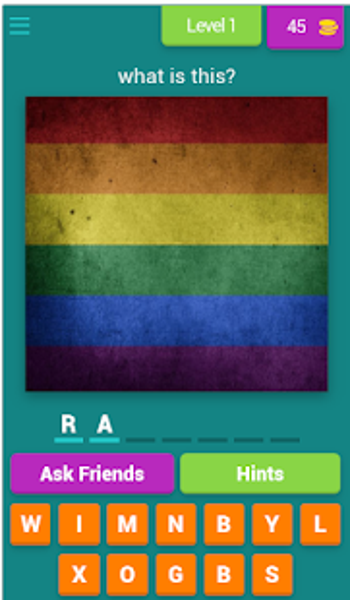 Level 1
45
what is this?
R A
Ask Friends
Hints
W I M N B Y L
X O G B S